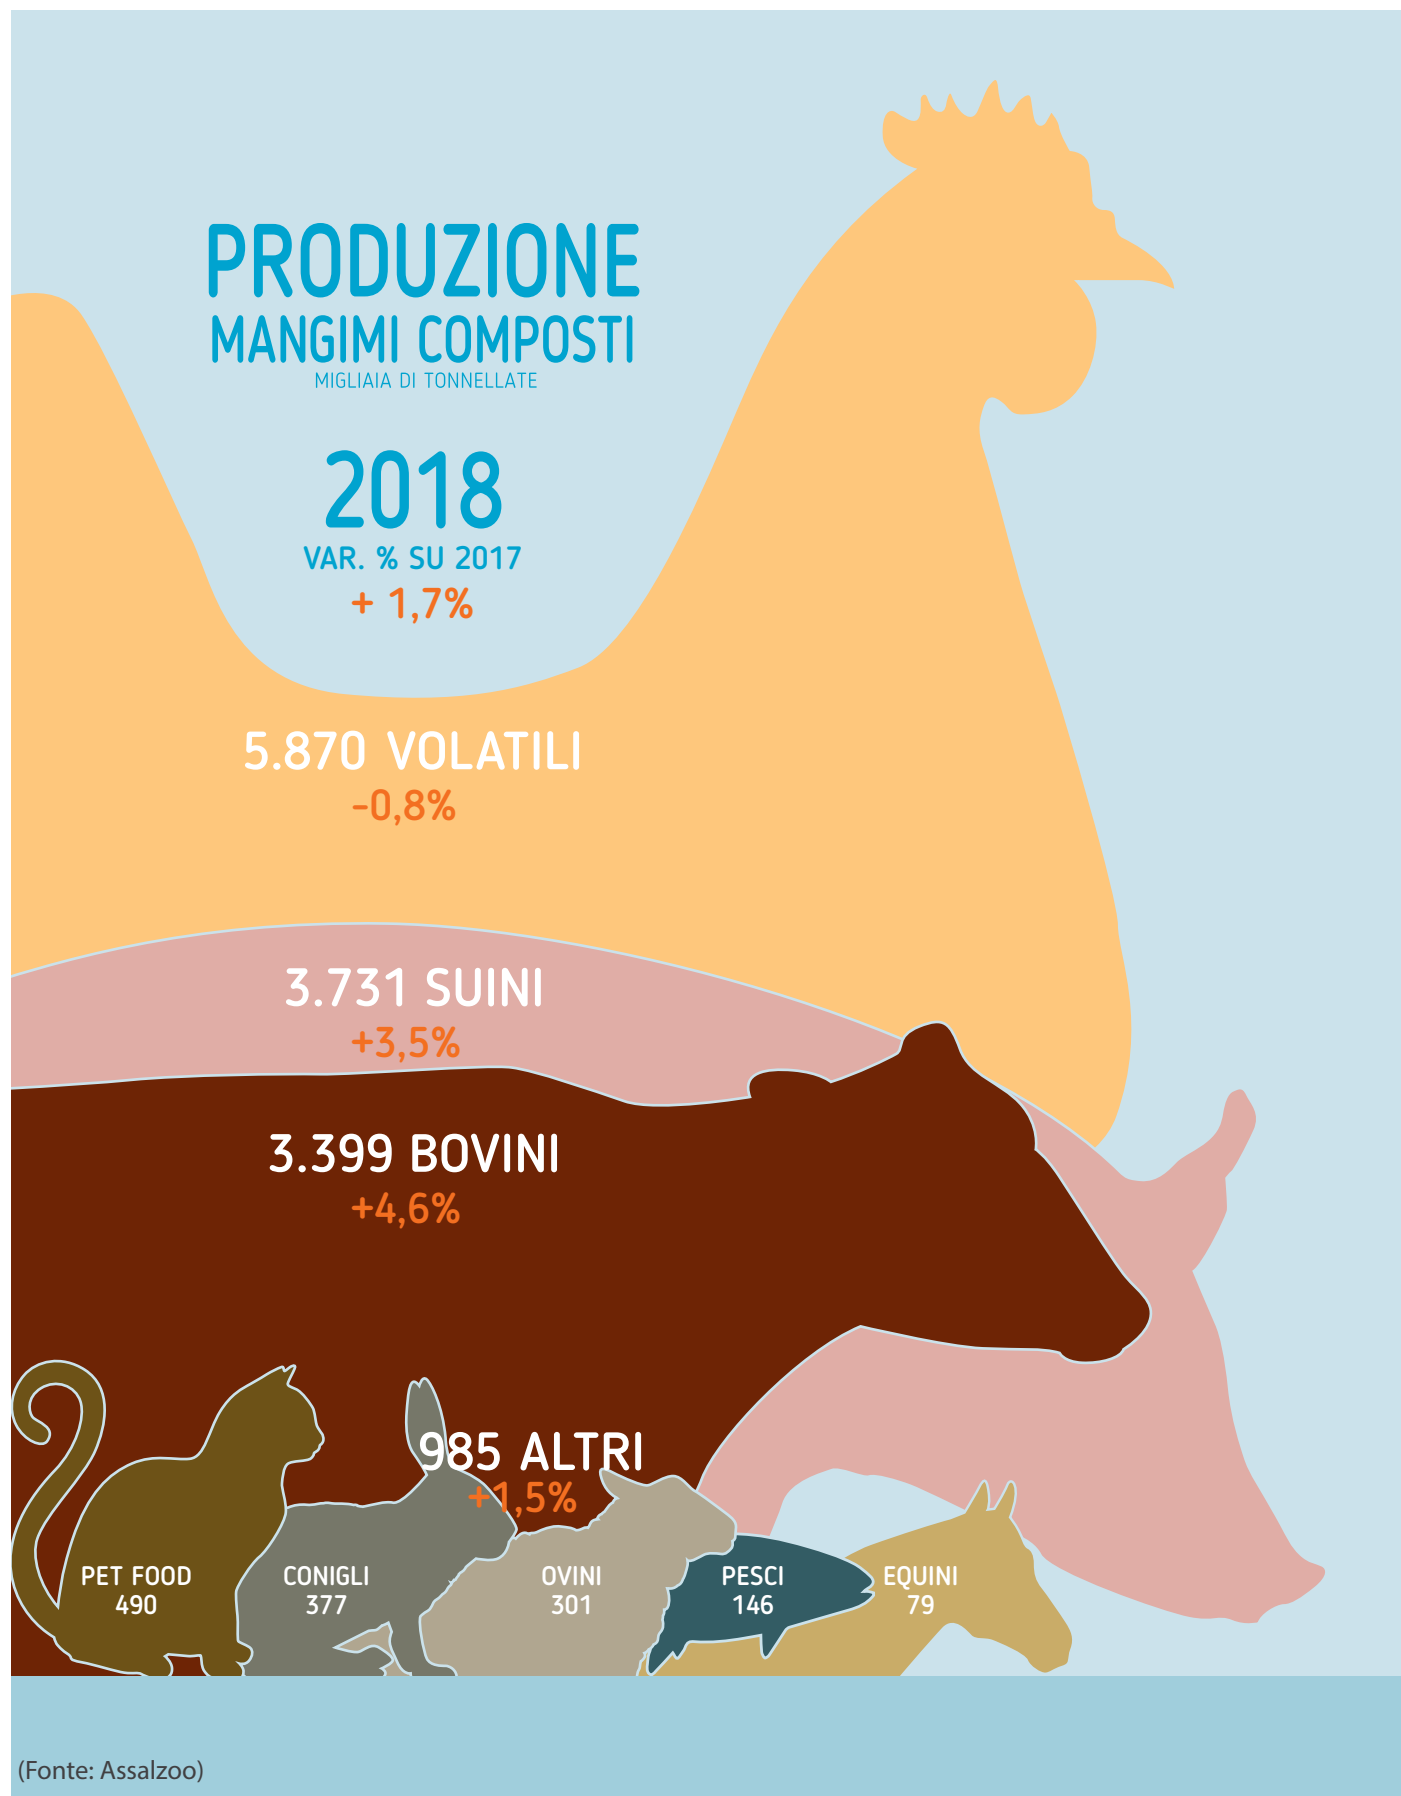 PRODUZIONE
MANGIMI COMPOSTI
MIGLIAIA DI TONNELLATE
2018
VAR. % SU 2017
+ 1,7%
5.870 VOLATILI
-0,8%
3.731 SUINI
+3,5%
3.399 BOVINI
+4,6%
985 ALTRI
+1,5%
PET FOOD
490
CONIGLI
377
OVINI
301
PESCI
146
EQUINI
79
(Fonte: Assalzoo)